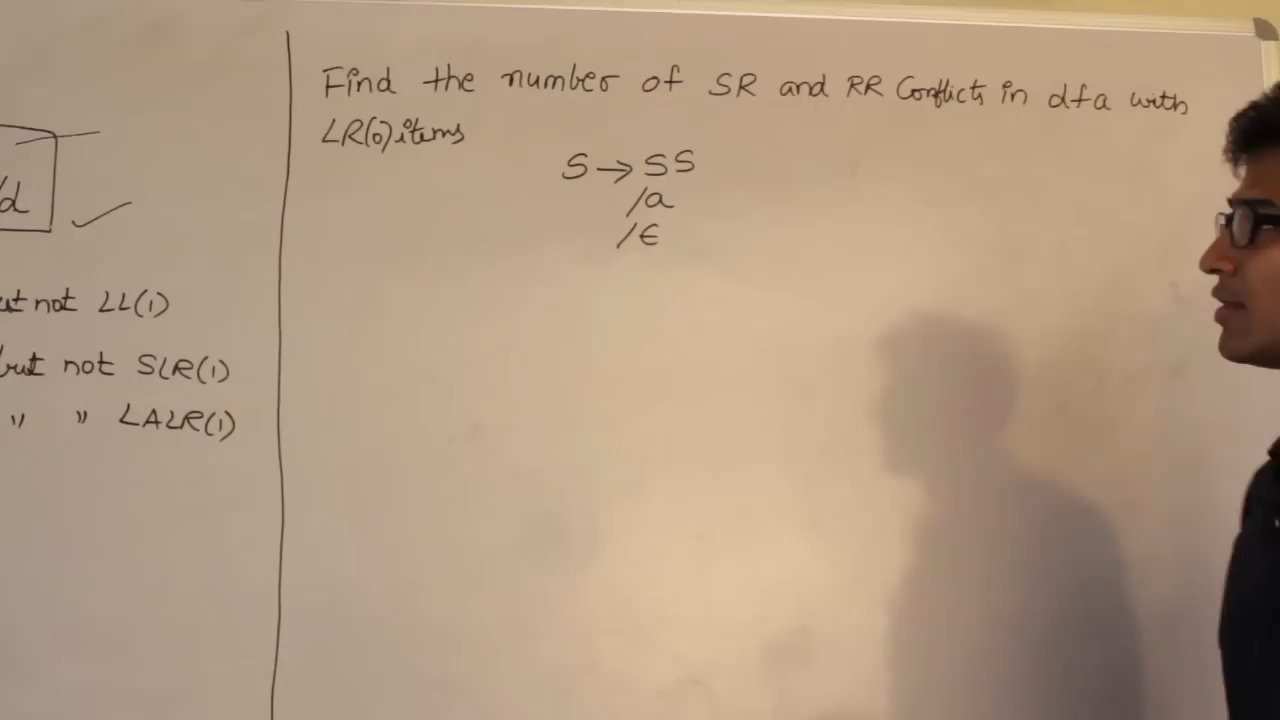 /d
not LL(1)
but not SLR(1)
" " LALR(1)
Find the number of SR and RR Conflicts in dfa with
LR(0) items
S → SS
/a
/ε